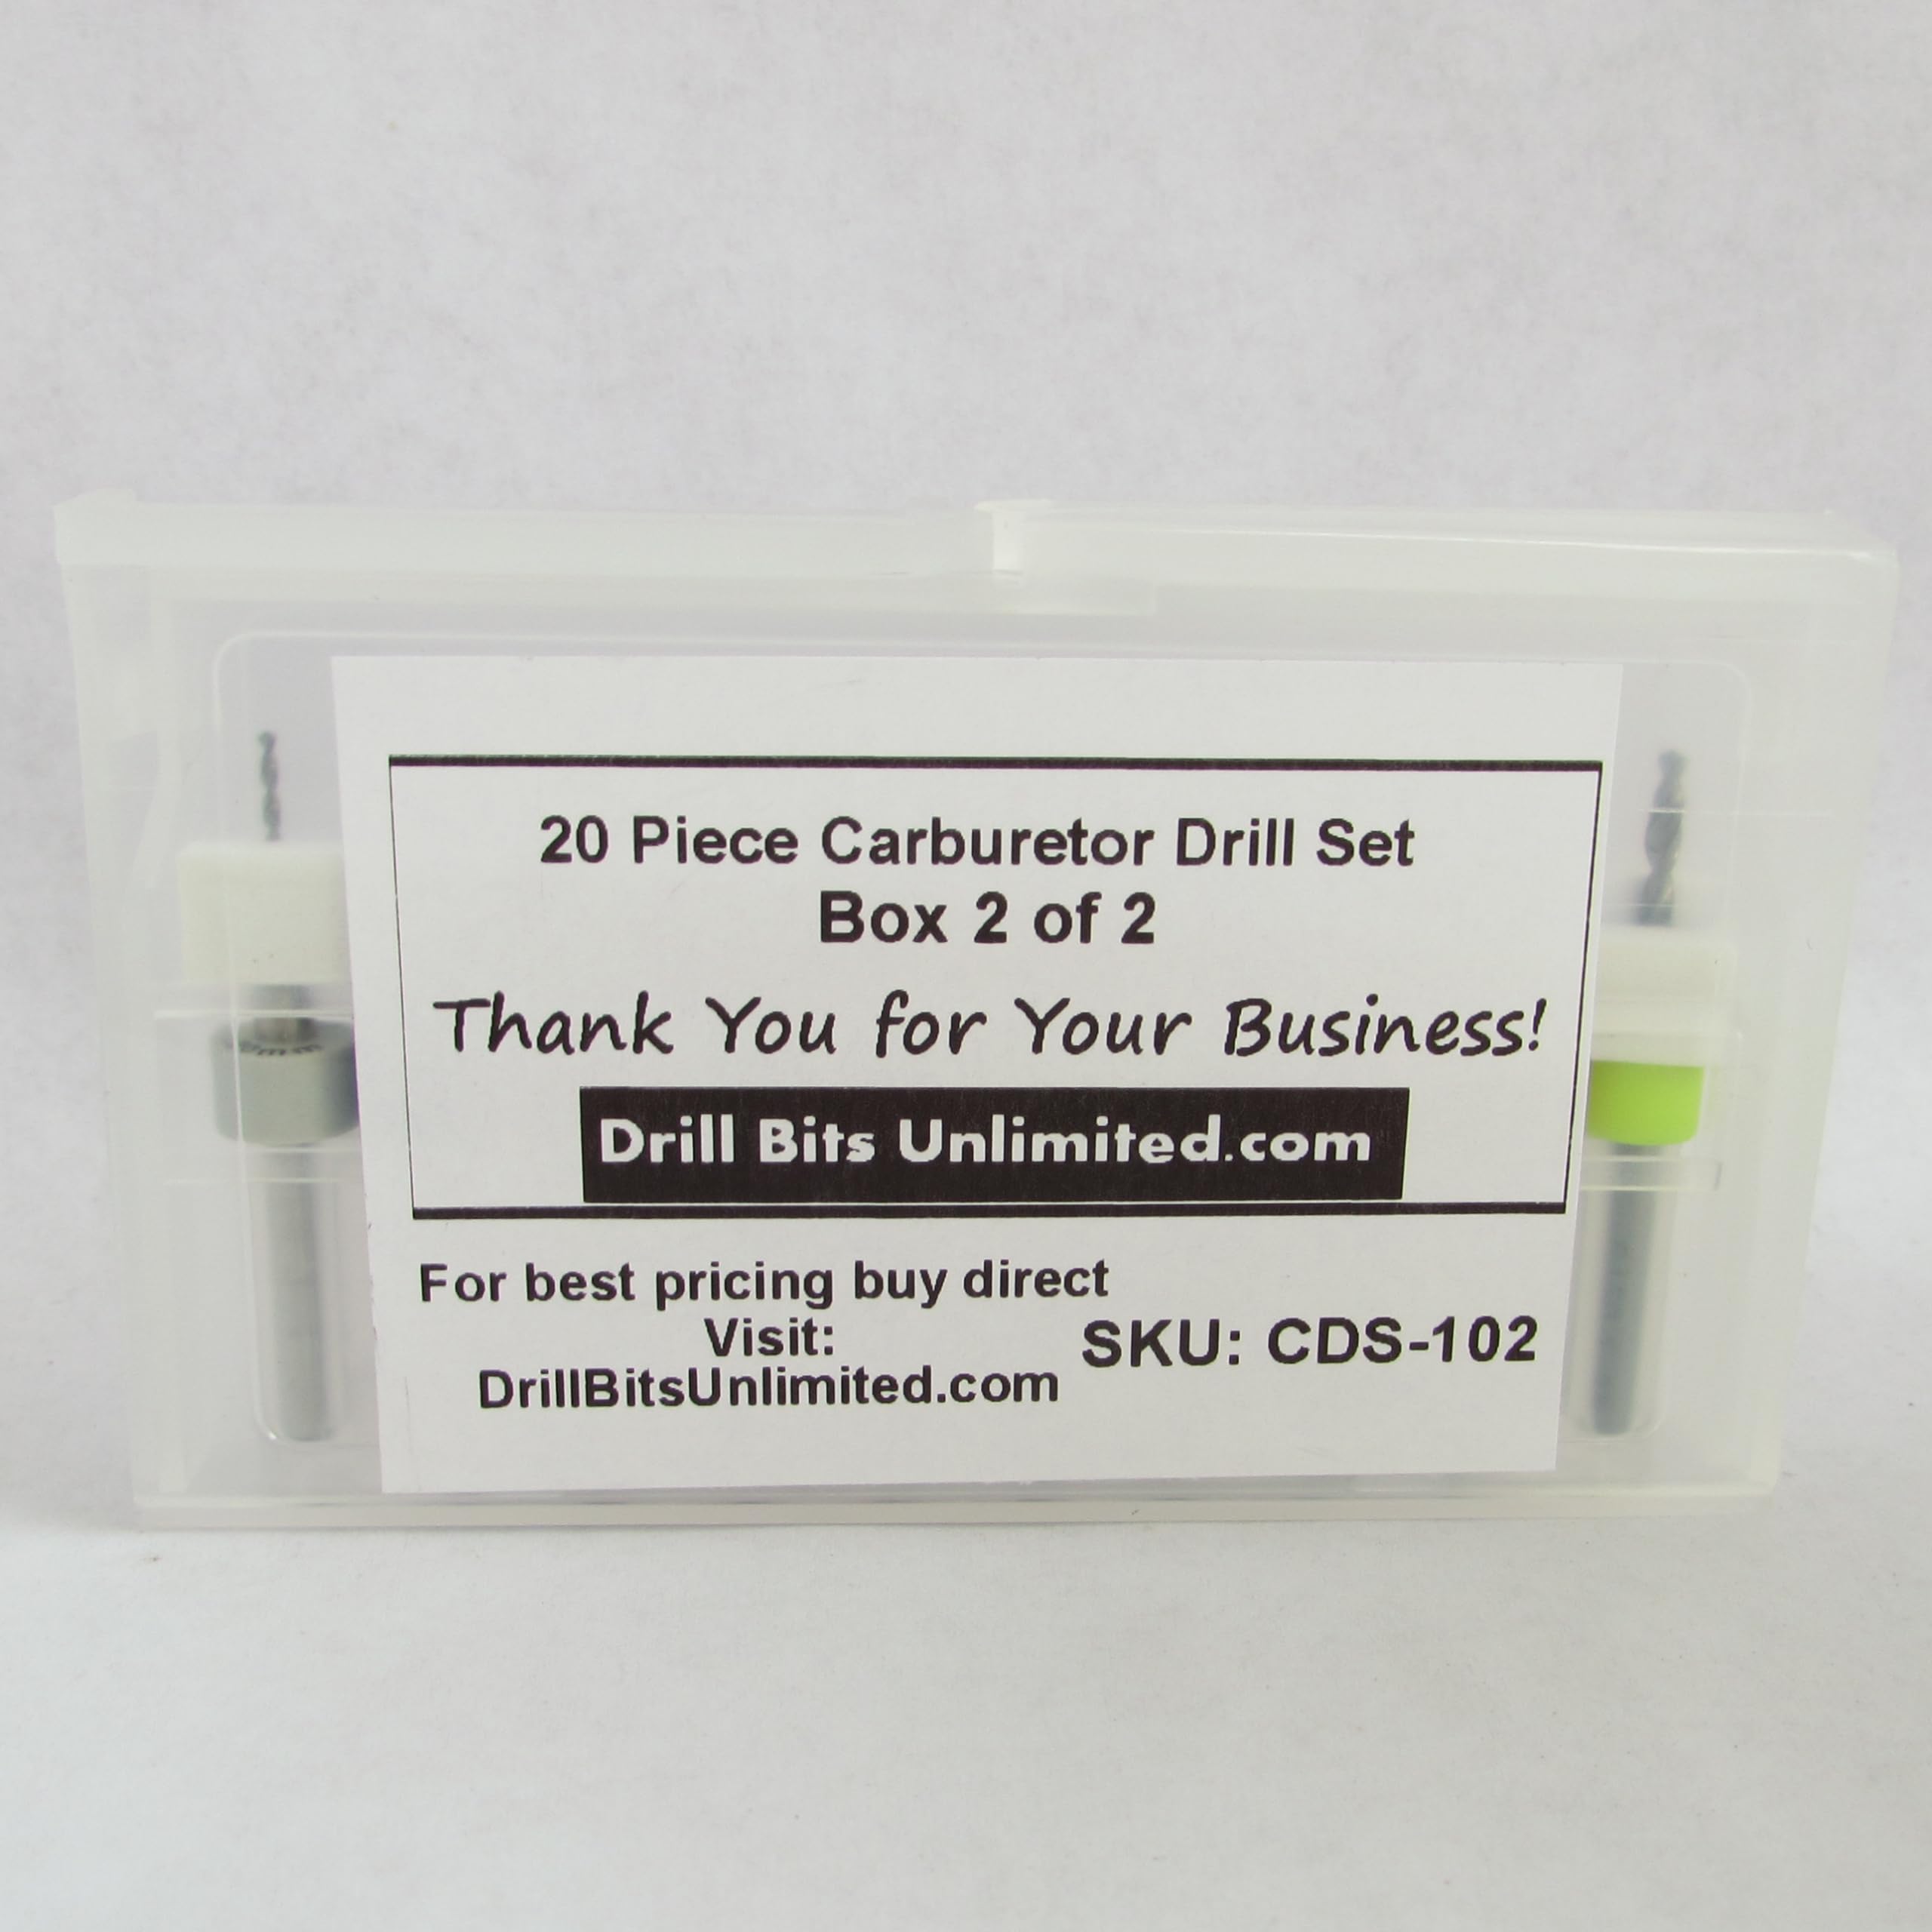 20 Piece Carburetor Drill Set
Box 2 of 2
Thank You for Your Business!
Drill Bits Unlimited.com
For best pricing buy direct
Visit:
DrillBitsUnlimited.com
SKU: CDS-102